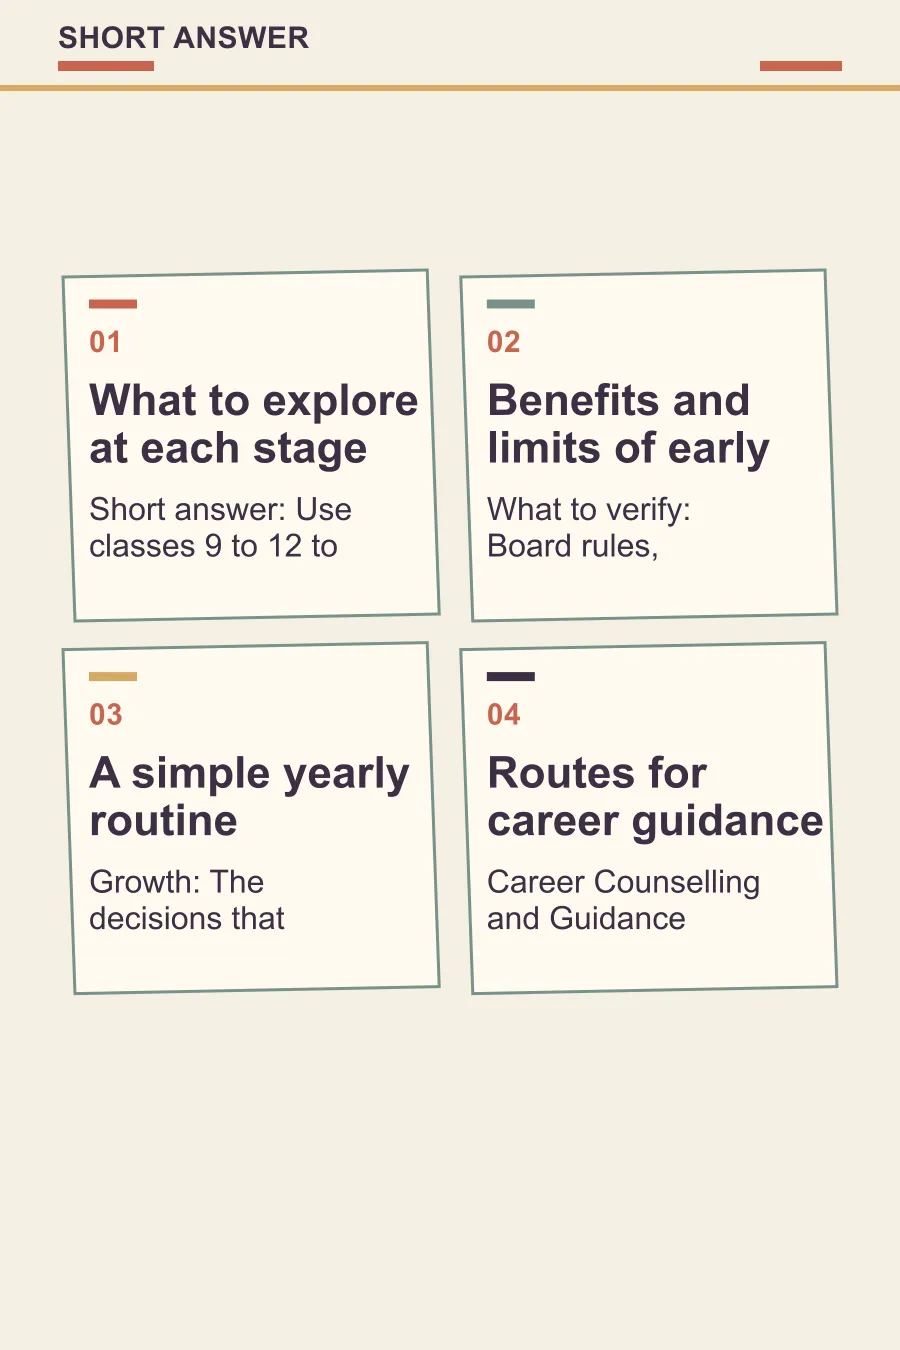 SHORT ANSWER
01
What to explore
at each stage
Short answer: Use
classes 9 to 12 to
02
Benefits and
limits of early
What to verify:
Board rules,
03
A simple yearly
routine
Growth: The
decisions that
04
Routes for
career guidance
Career Counselling
and Guidance